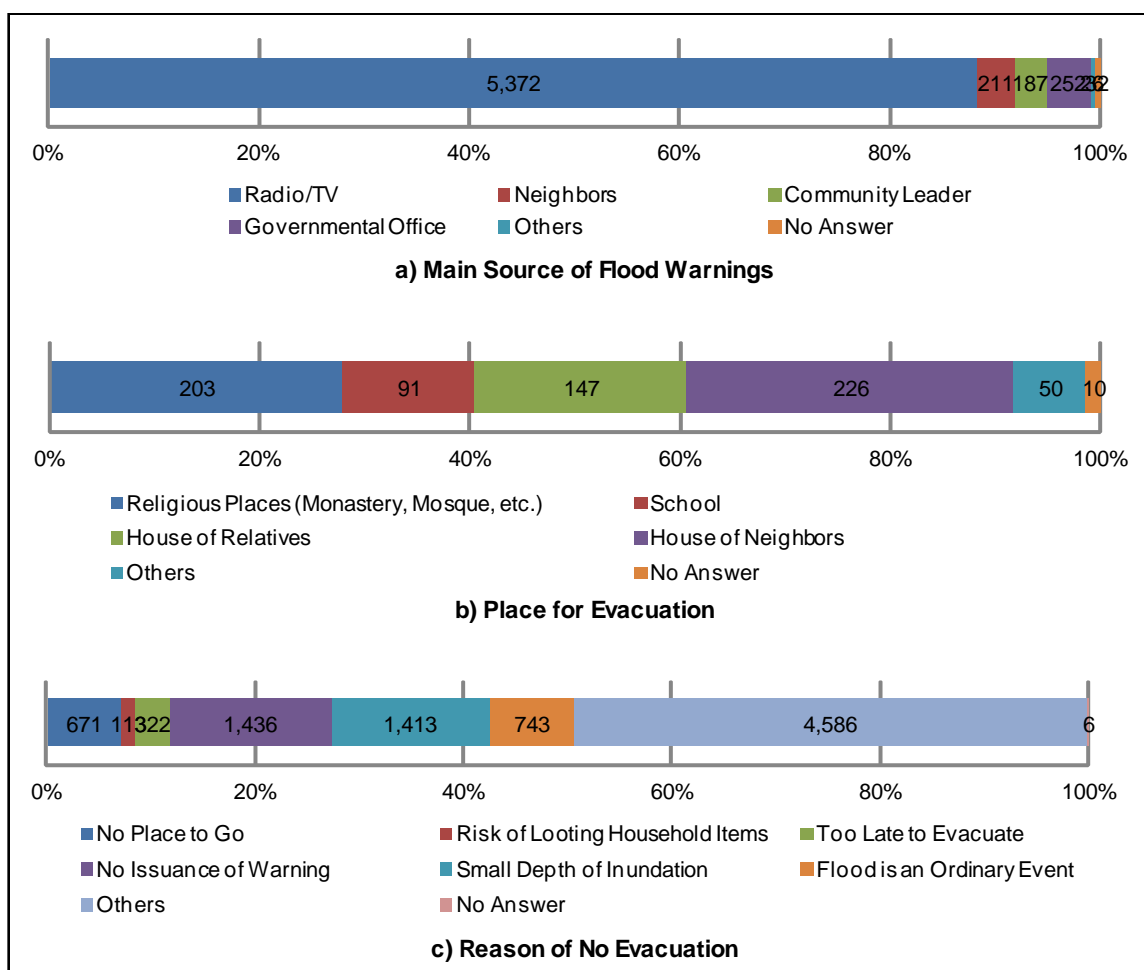 5,372 211 187 252
0% 20% 40% 60% 80% 100%
Radio/TV Neighbors Community Leader
Governmental Office Others No Answer
a) Main Source of Flood Warnings
203 91 147 226 50 10
0% 20% 40% 60% 80% 100%
Religious Places (Monastery, Mosque, etc.) School
House of Relatives House of Neighbors
Others No Answer
b) Place for Evacuation
671 113 322 1,436 1,413 743 4,586 6
0% 20% 40% 60% 80% 100%
No Place to Go Risk of Looting Household Items Too Late to Evacuate
No Issuance of Warning Small Depth of Inundation Flood is an Ordinary Event
Others No Answer
c) Reason of No Evacuation